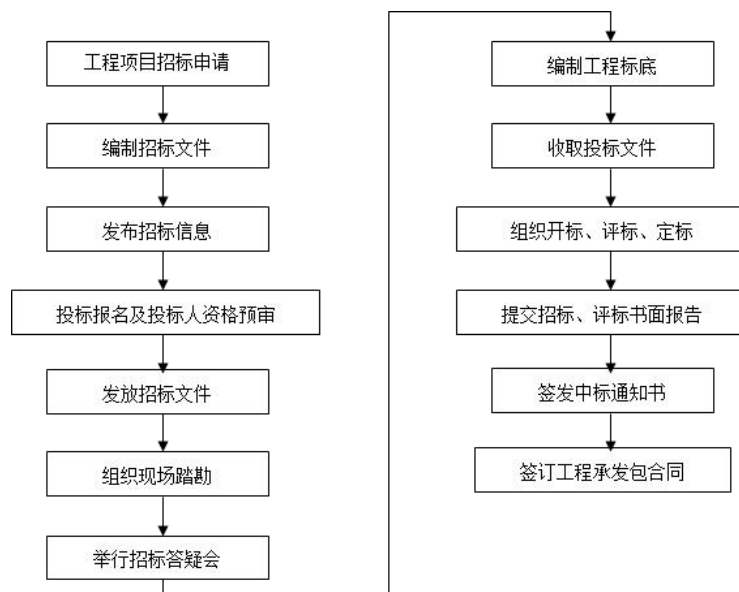 工程项目招标申请
编制招标文件
发布招标信息
投标报名及投标人资格预审
发放招标文件
组织现场踏勘
举行招标答疑会
编制工程标底
收取投标文件
组织开标、评标、定标
提交招标、评标书面报告
签发中标通知书
签订工程承发包合同